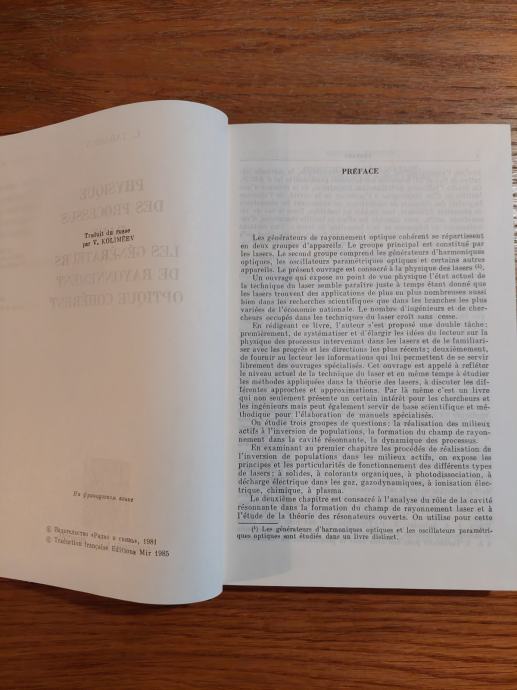 Traduit du russe
par V. KOLIMÉEV
На французском языке
© Издательство «Радио и связь», 1981
© Traduction française Editions Mir 1985
PRÉFACE
Les générateurs de rayonnement optique cohérent se répartissent
en deux groupes d'appareils. Le groupe principal est constitué par
les lasers. Le second groupe comprend les générateurs d'harmoniques
optiques, les oscillateurs paramétriques optiques et certains autres
appareils. Le présent ouvrage est consacré à la physique des lasers (¹).
Un ouvrage qui expose au point de vue physique l'état actuel de
la technique du laser semble paraître juste à temps étant donné que
les lasers trouvent des applications de plus en plus nombreuses aussi
bien dans les recherches scientifiques que dans les branches les plus
variées de l'économie nationale. Le nombre d'ingénieurs et de cher-
cheurs occupés dans les techniques du laser croît sans cesse.
En rédigeant ce livre, l'auteur s'est proposé une double tâche:
premièrement, de systématiser et d'élargir les idées du lecteur sur la
physique des processus intervenant dans les lasers et de le familiari-
ser avec les progrès et les directions les plus récents; deuxièmement,
de fournir au lecteur les informations qui lui permettent de se servir
librement des ouvrages spécialisés. Cet ouvrage est appelé à refléter
le niveau actuel de la technique du laser et en même temps à étudier
les méthodes appliquées dans la théorie des lasers, à discuter les dif-
férentes approches et approximations. Par là même c'est un livre
qui non seulement présente un certain intérêt pour les chercheurs et
les ingénieurs mais peut également servir de base scientifique et mé-
thodique pour l'élaboration de manuels spécialisés.
On étudie trois groupes de questions: la réalisation des milieux
actifs à l'inversion de populations, la formation du champ de rayon-
nement dans la cavité résonnante, la dynamique des processus.
En examinant au premier chapitre les procédés de réalisation de
l'inversion de populations dans les milieux actifs, on expose les
principes et les particularités de fonctionnement des différents types
de lasers: à solides, à colorants organiques, à photodissociation, à
décharge électrique dans les gaz, gazodynamiques, à ionisation élec-
trique, chimique, à plasma.
Le deuxième chapitre est consacré à l'analyse du rôle de la cavité
résonnante dans la formation du champ de rayonnement laser et à
l'étude de la théorie des résonateurs ouverts. On utilise pour cette
(¹) Les générateurs d'harmoniques optiques et les oscillateurs paramétri-
ques optiques sont étudiés dans un livre distinct.